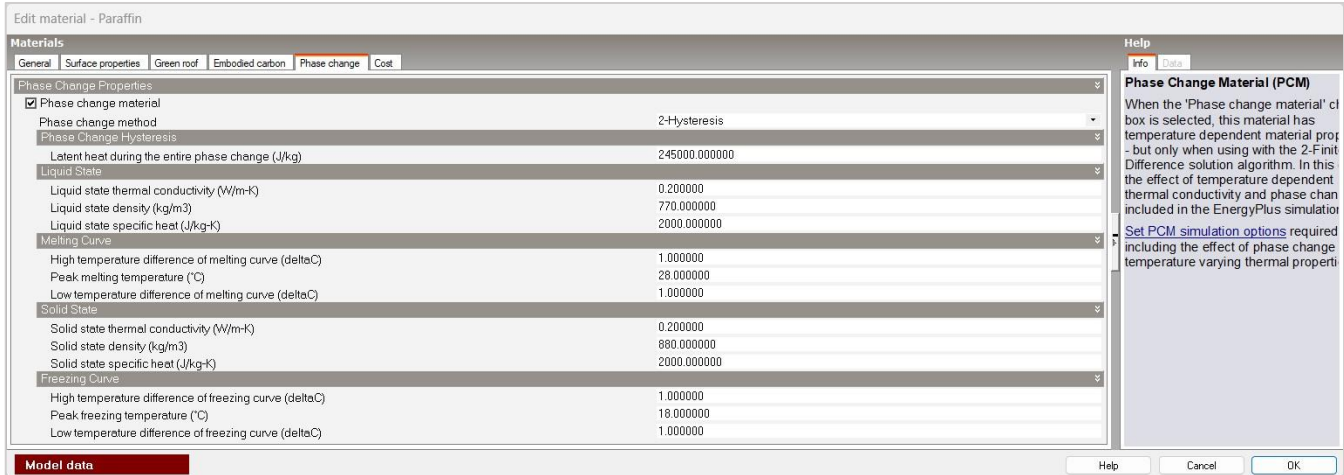 Edit material - Paraffin
Materials
General Surface properties Green roof Embodied carbon Phase change Cost
Phase Change Properties
Phase change material
Phase change method 2-Hysteresis
Phase Change Hysteresis
Latent heat during the entire phase change (J/kg) 245000.000000
Liquid State
Liquid state thermal conductivity (W/m-K) 0.200000
Liquid state density (kg/m3) 770.000000
Liquid state specific heat (J/kg-K) 2000.000000
Melting Curve
High temperature difference of melting curve (deltaC) 1.000000
Peak melting temperature (°C) 28.000000
Low temperature difference of melting curve (deltaC) 1.000000
Solid State
Solid state thermal conductivity (W/m-K) 0.200000
Solid state density (kg/m3) 880.000000
Solid state specific heat (J/kg-K) 2000.000000
Freezing Curve
High temperature difference of freezing curve (deltaC) 1.000000
Peak freezing temperature (°C) 18.000000
Low temperature difference of freezing curve (deltaC) 1.000000
Model data
Help
Info Data
Phase Change Material (PCM)
When the 'Phase change material' ch
box is selected, this material has
temperature dependent material prop
- but only when using with the 2-Finit
Difference solution algorithm. In this
the effect of temperature dependent
thermal conductivity and phase chan
included in the EnergyPlus simulation
Set PCM simulation options required
including the effect of phase change
temperature varying thermal properti
Help Cancel OK